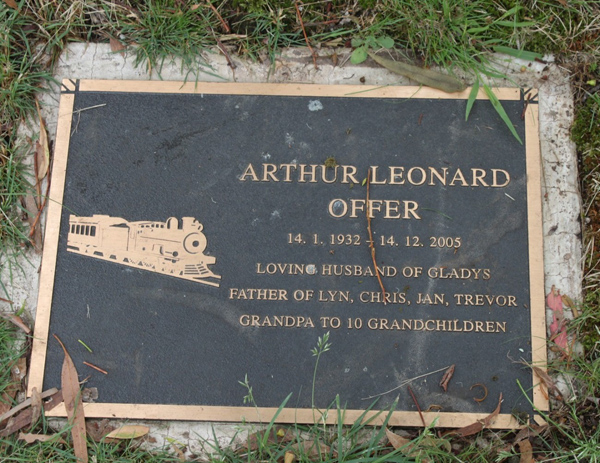 ARTHUR LEONARD
OFFER
14. 1. 1932 - 14. 12. 2005
LOVING HUSBAND OF GLADYS
FATHER OF LYN, CHRIS, JAN, TREVOR
GRANDPA TO 10 GRANDCHILDREN